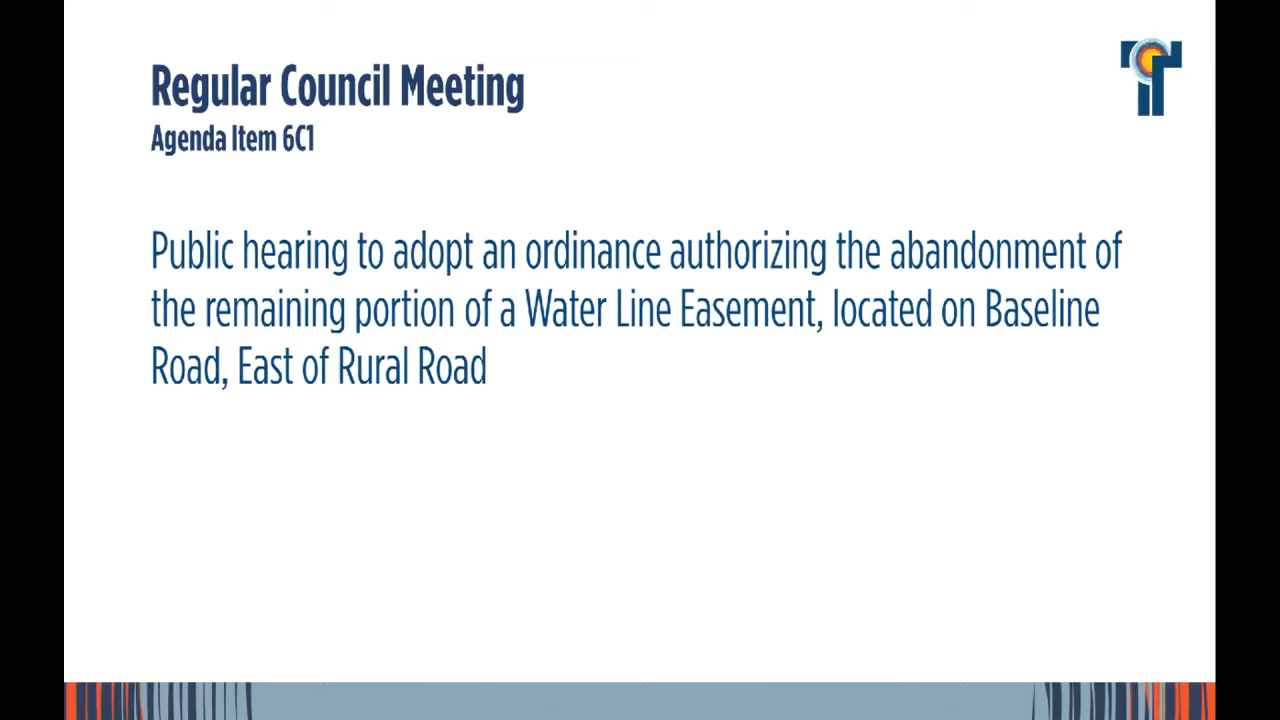 Regular Council Meeting
Agenda Item 6C1
Public hearing to adopt an ordinance authorizing the abandonment of
the remaining portion of a Water Line Easement, located on Baseline
Road, East of Rural Road